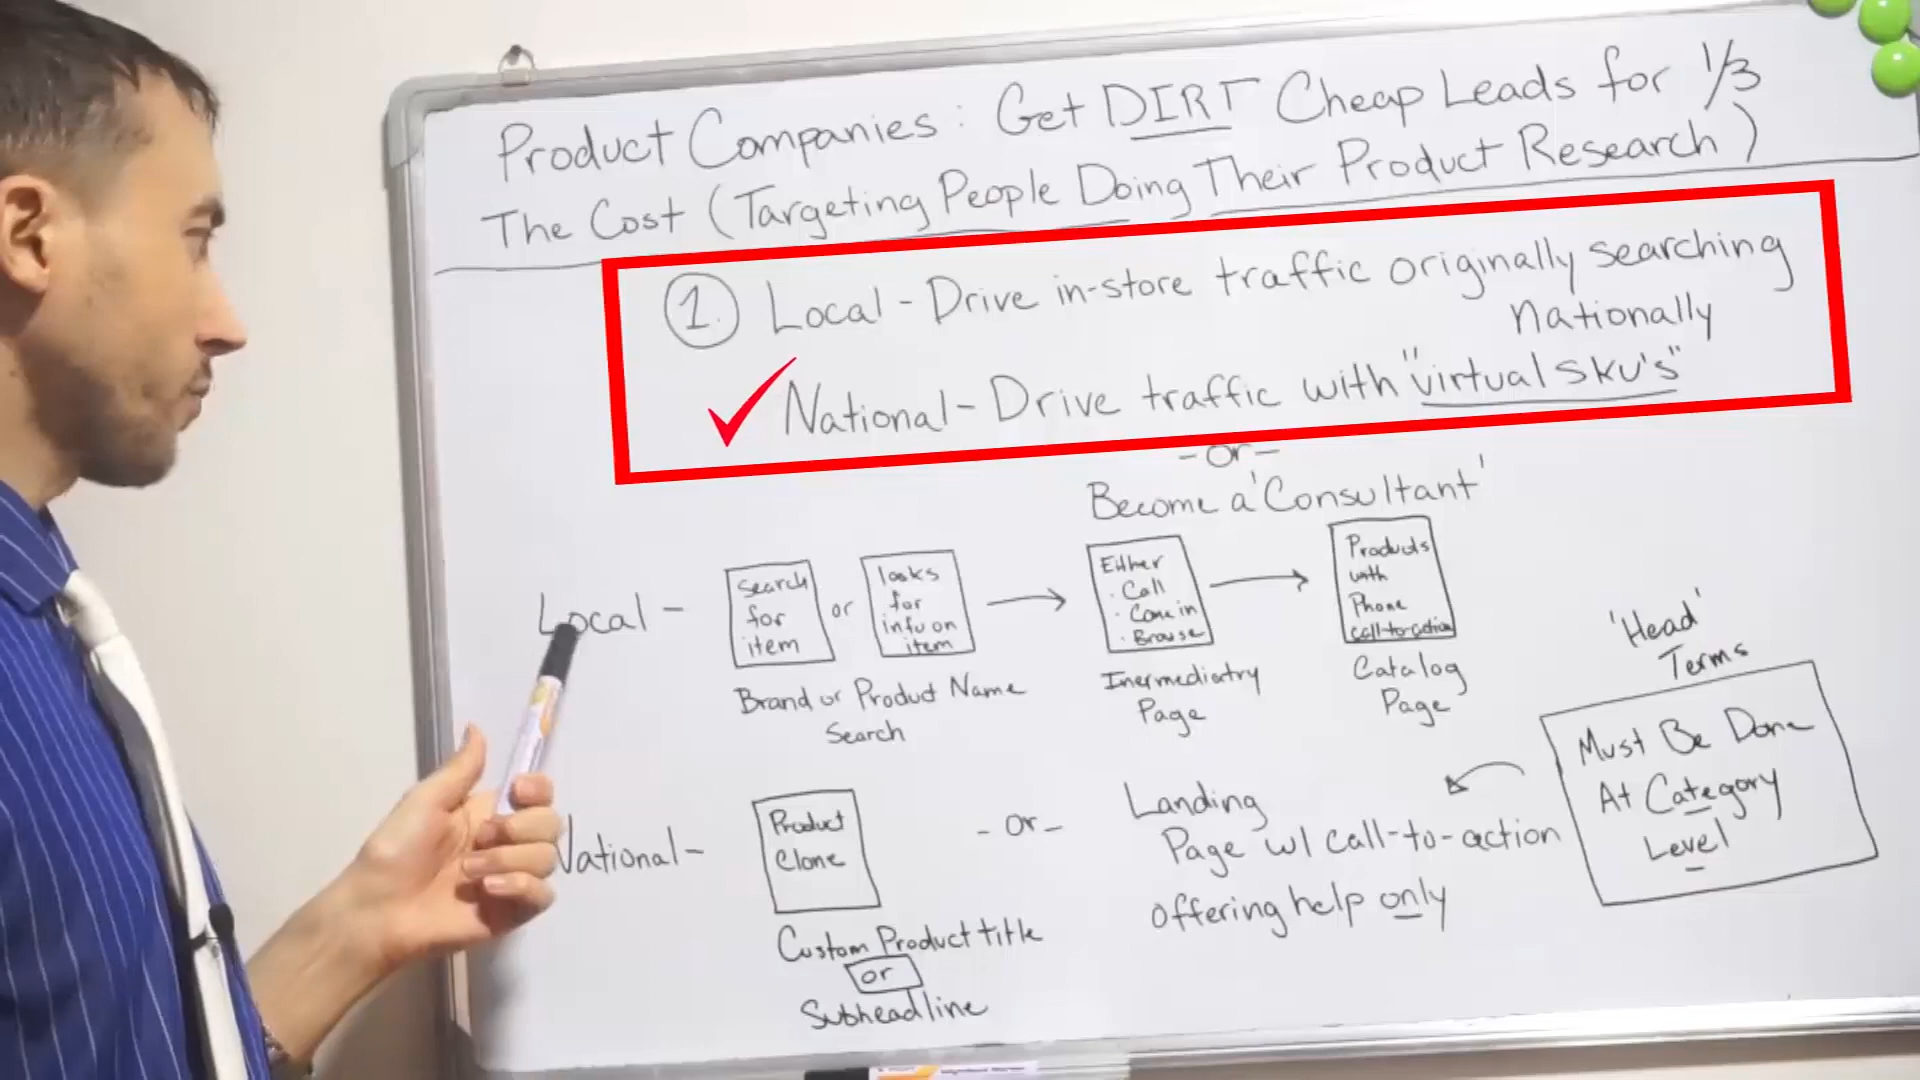 Product Companies: Get DIRT Cheap Leads for 1/3
The Cost (Targeting People Doing Their Product Research)
1. Local - Drive in-store traffic originally searching
Nationally
National - Drive traffic with "virtual SKU's"
- Or -
Become a 'Consultant'
Local -
Search
for
item
or
looks
for
info on
item
Either
· Call
· Come in
· Browse
Products
with
Phone
call-to-action
Brand or Product Name
Search
Inermediatry
Page
Catalog
Page
'Head'
Terms
Must Be Done
At Category
Level
National -
Product
Clone
- Or -
Landing
Page w/ call-to-action
offering help only
Custom Product title
or
Subheadline